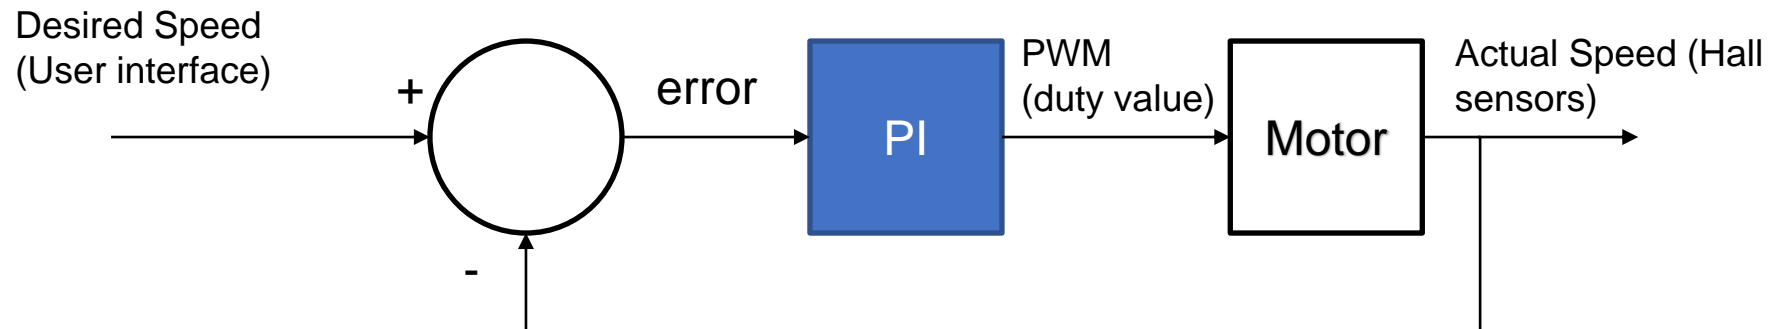 Desired Speed
(User interface)
+
error
PI
PWM
(duty value)
Motor
Actual Speed (Hall
sensors)
-